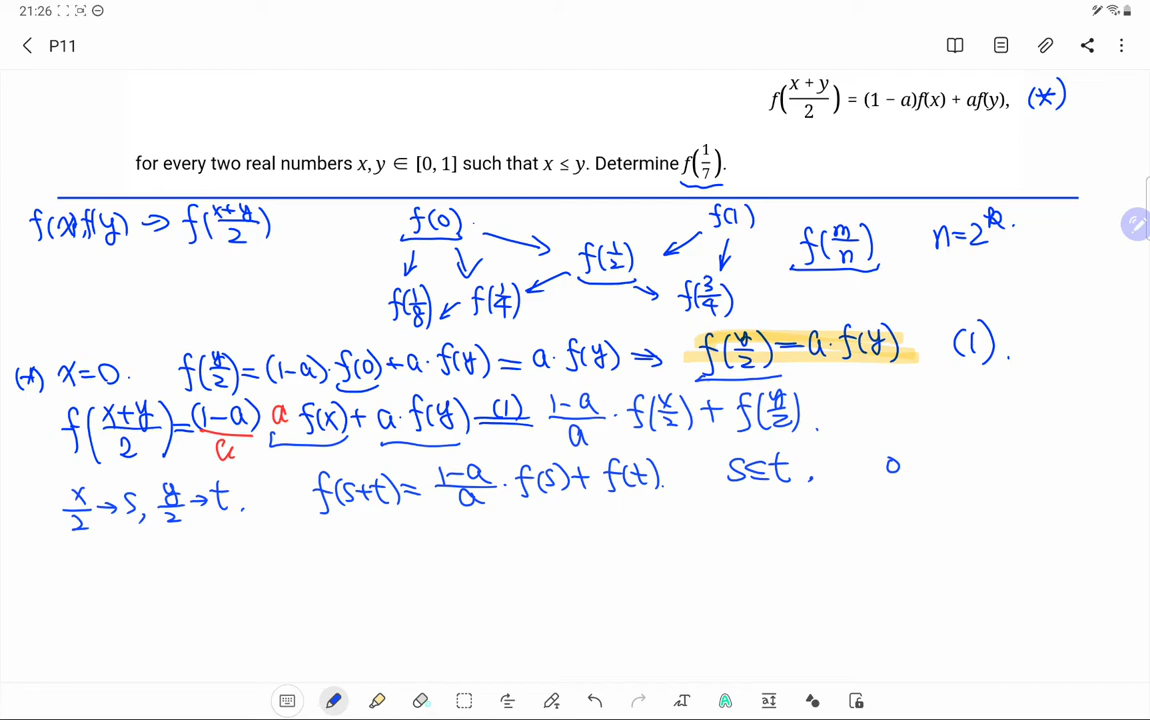 21:26
P11
f((x + y)/2) = (1 − a)f(x) + af(y), (*)
for every two real numbers x, y ∈ [0, 1] such that x ≤ y. Determine f(1/7).
f(x), f(y) ⇒ f((x+y)/2)
f(0) f(1) f(m/n) n=2^k.
f(1/2)
f(1/8) f(1/4) f(3/4)
(*) x=0. f(y/2)=(1-a)·f(0)+a·f(y)=a·f(y) ⇒ f(y/2)=a·f(y) (1).
f((x+y)/2)=(1-a)/a a f(x)+a·f(y) =(1)= (1-a)/a · f(x/2)+f(y/2).
x/2→s, y/2→t. f(s+t)=(1-a)/a·f(s)+f(t). s≤t, 0